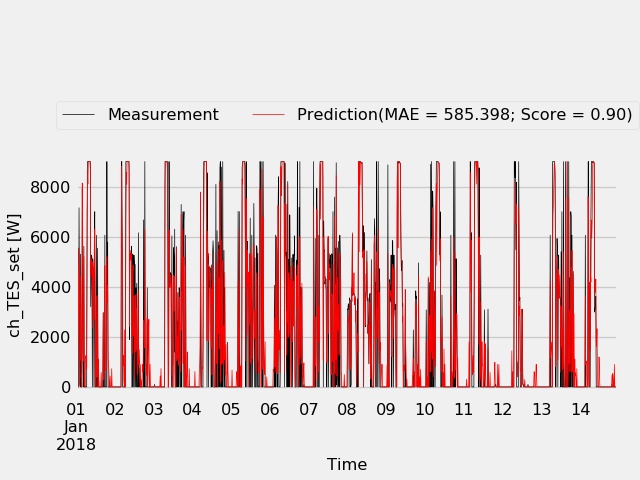 Measurement
Prediction(MAE = 585.398; Score = 0.90)
ch_TES_set [W]
8000
6000
4000
2000
0
01 02 03 04 05 06 07 08 09 10 11 12 13 14
Jan
2018
Time